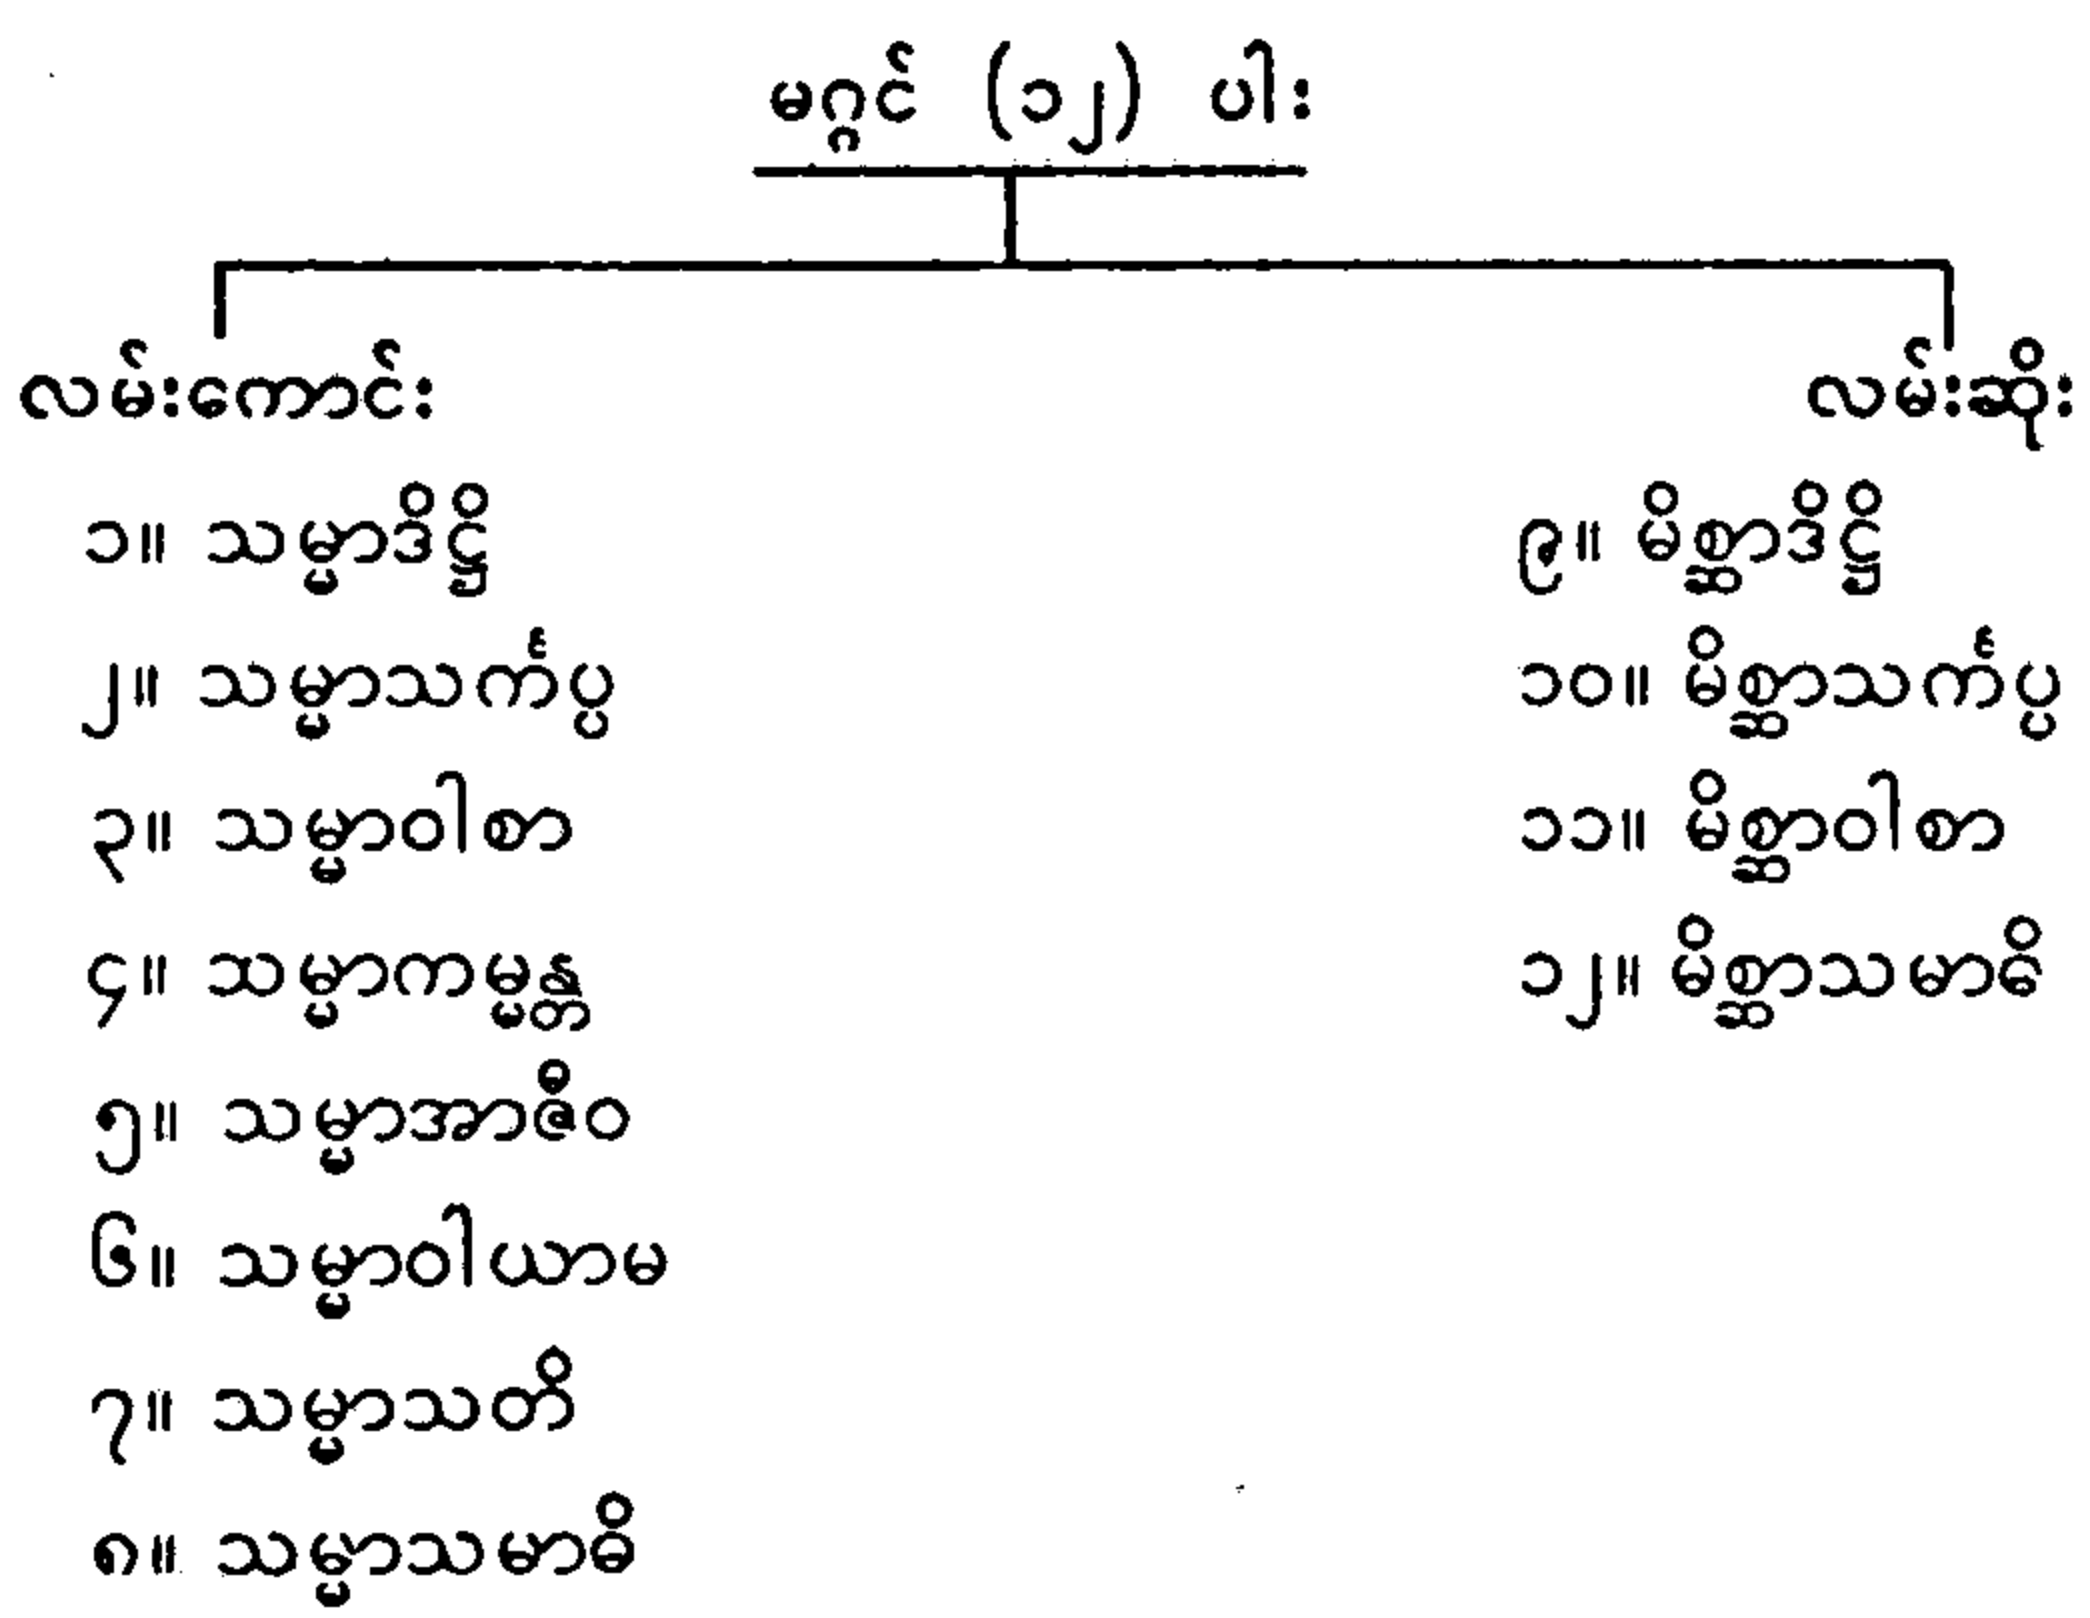 မဂ္ဂင် (၁၂) ပါး
လမ်းကောင်း
၁။ သမ္မာဒိဋ္ဌိ
၂။ သမ္မာသင်္ကပ္ပ
၃။ သမ္မာဝါစာ
၄။ သမ္မာကမ္မန္တ
၅။ သမ္မာအာဇီဝ
၆။ သမ္မာဝါယာမ
၇။ သမ္မာသတိ
၈။ သမ္မာသမာဓိ
လမ်းဆိုး
၉။ မိစ္ဆာဒိဋ္ဌိ
၁၀။ မိစ္ဆာသင်္ကပ္ပ
၁၁။ မိစ္ဆာဝါစာ
၁၂။ မိစ္ဆာသမာဓိ